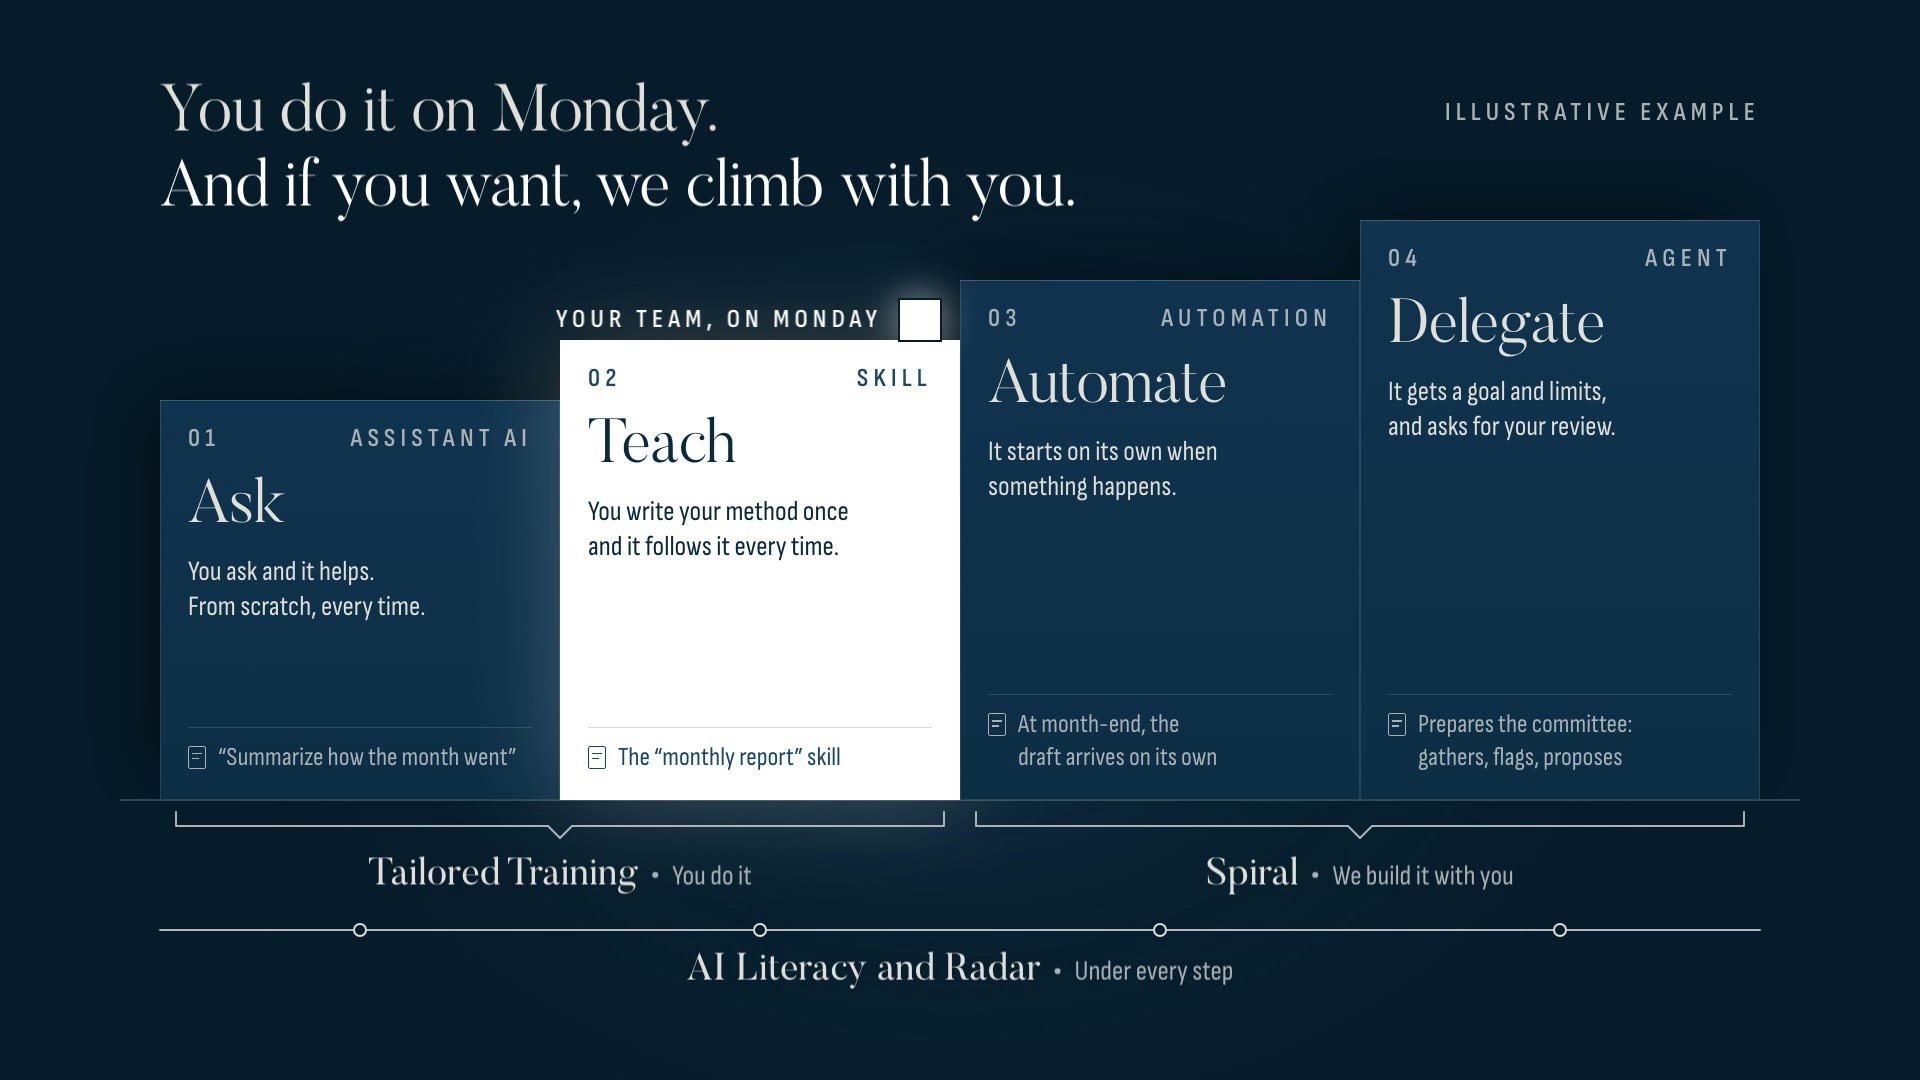 You do it on Monday.
And if you want, we climb with you.
ILLUSTRATIVE EXAMPLE
01
ASSISTANT AI
Ask
You ask and it helps.
From scratch, every time.
“Summarize how the month went”
YOUR TEAM, ON MONDAY
02
SKILL
Teach
You write your method once
and it follows it every time.
The “monthly report” skill
03
AUTOMATION
Automate
It starts on its own when
something happens.
At month-end, the
draft arrives on its own
04
AGENT
Delegate
It gets a goal and limits,
and asks for your review.
Prepares the committee:
gathers, flags, proposes
Tailored Training • You do it
Spiral • We build it with you
AI Literacy and Radar • Under every step